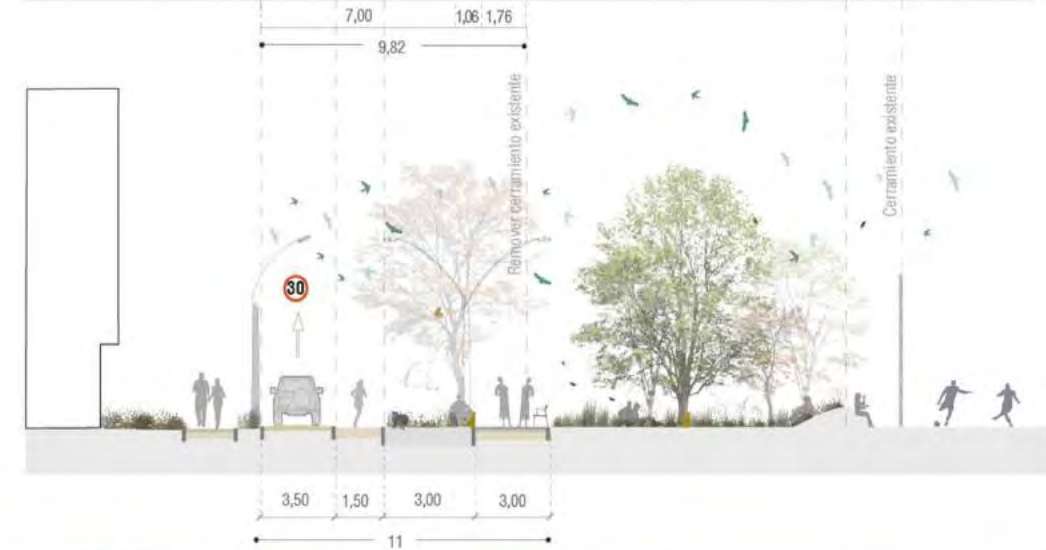 7,00 1,06 1,76
9,82
Remover cerramiento existente
Cerramiento existente
30
3,50 1,50 3,00 3,00
11